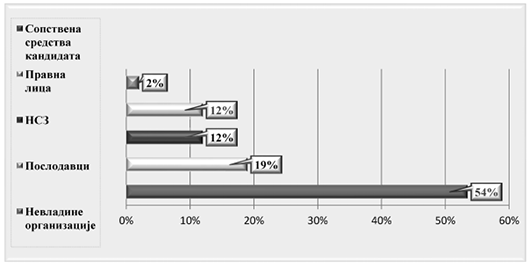 Сопствена
средства
кандидата
Правна
лица
НСЗ
Послодавци
Невладине
организације
2%
12%
12%
19%
54%
0% 10% 20% 30% 40% 50% 60%